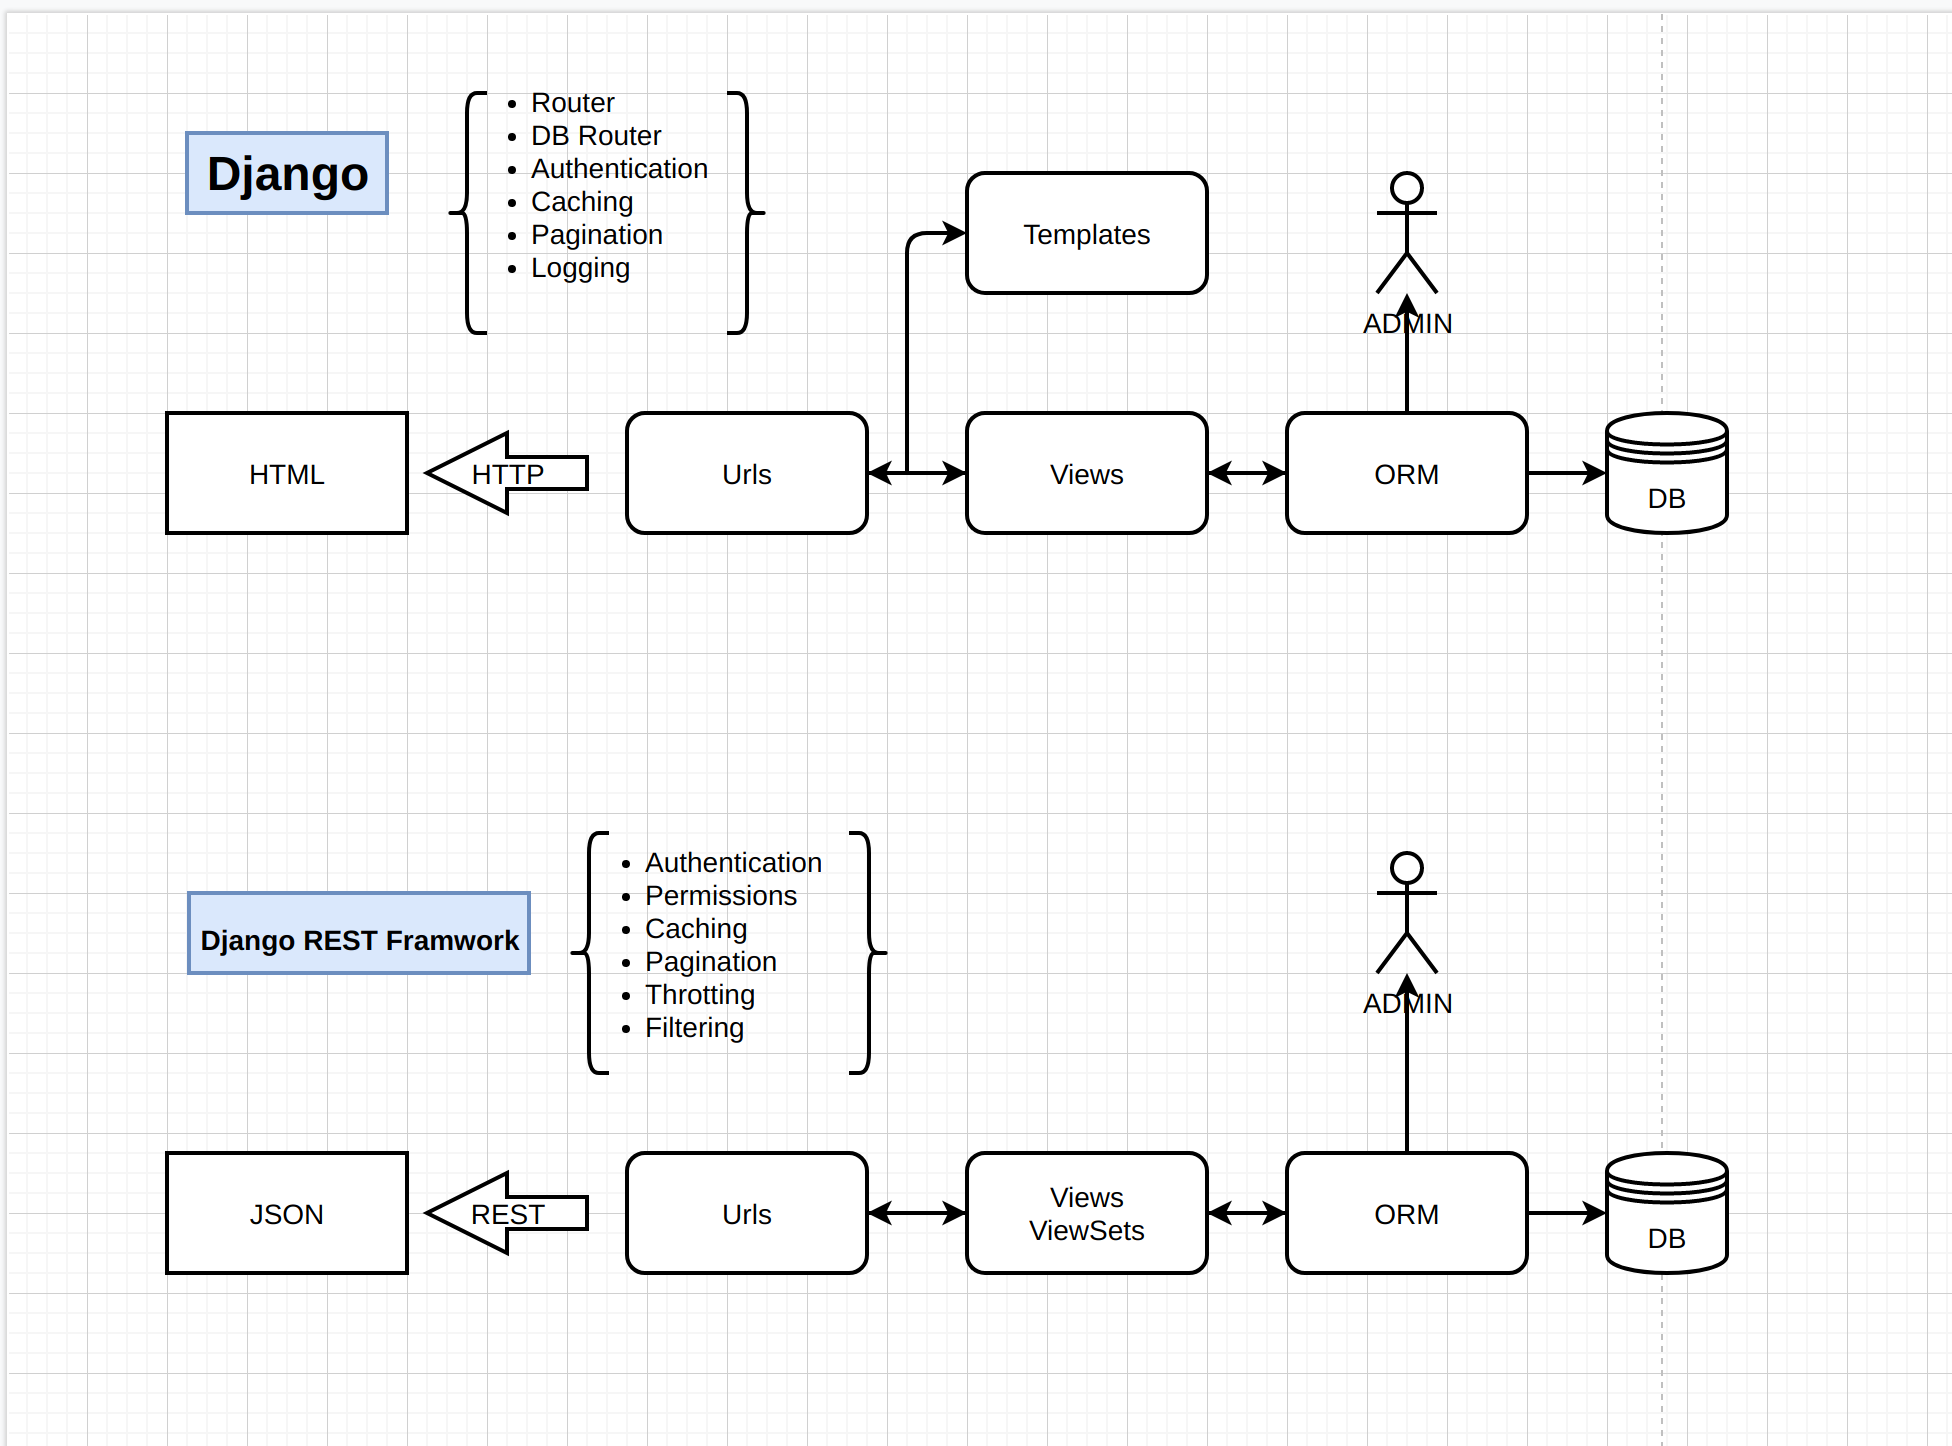 Django
Router
DB Router
Authentication
Caching
Pagination
Logging
Templates
ADMIN
HTML
HTTP
Urls
Views
ORM
DB
Django REST Framwork
Authentication
Permissions
Caching
Pagination
Throtting
Filtering
ADMIN
JSON
REST
Urls
Views
ViewSets
ORM
DB